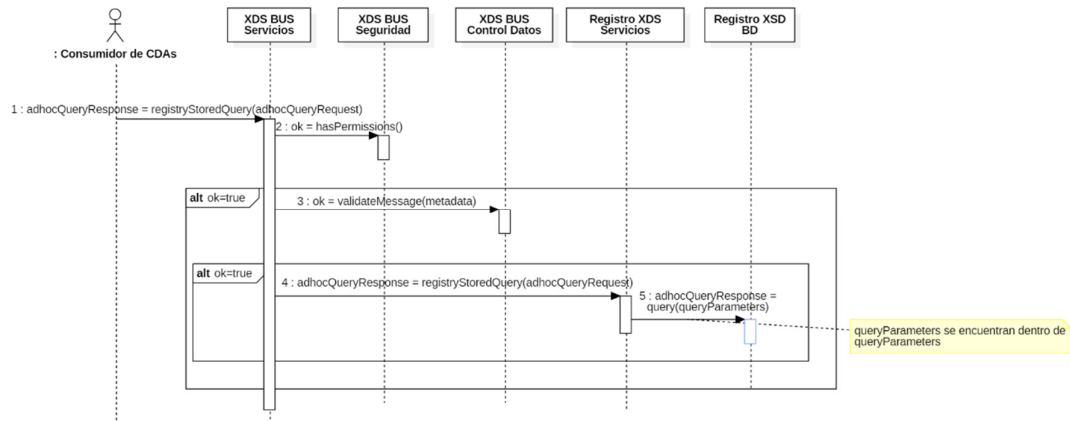 XDS BUS
Servicios
XDS BUS
Seguridad
XDS BUS
Control Datos
Registro XDS
Servicios
Registro XSD
BD
: Consumidor de CDAs
1 : adhocQueryResponse = registryStoredQuery(adhocQueryRequest)
2 : ok = hasPermissions()
alt ok=true
3 : ok = validateMessage(metadata)
alt ok=true
4 : adhocQueryResponse = registryStoredQuery(adhocQueryRequest)
5 : adhocQueryResponse =
query(queryParameters)
queryParameters se encuentran dentro de
queryParameters